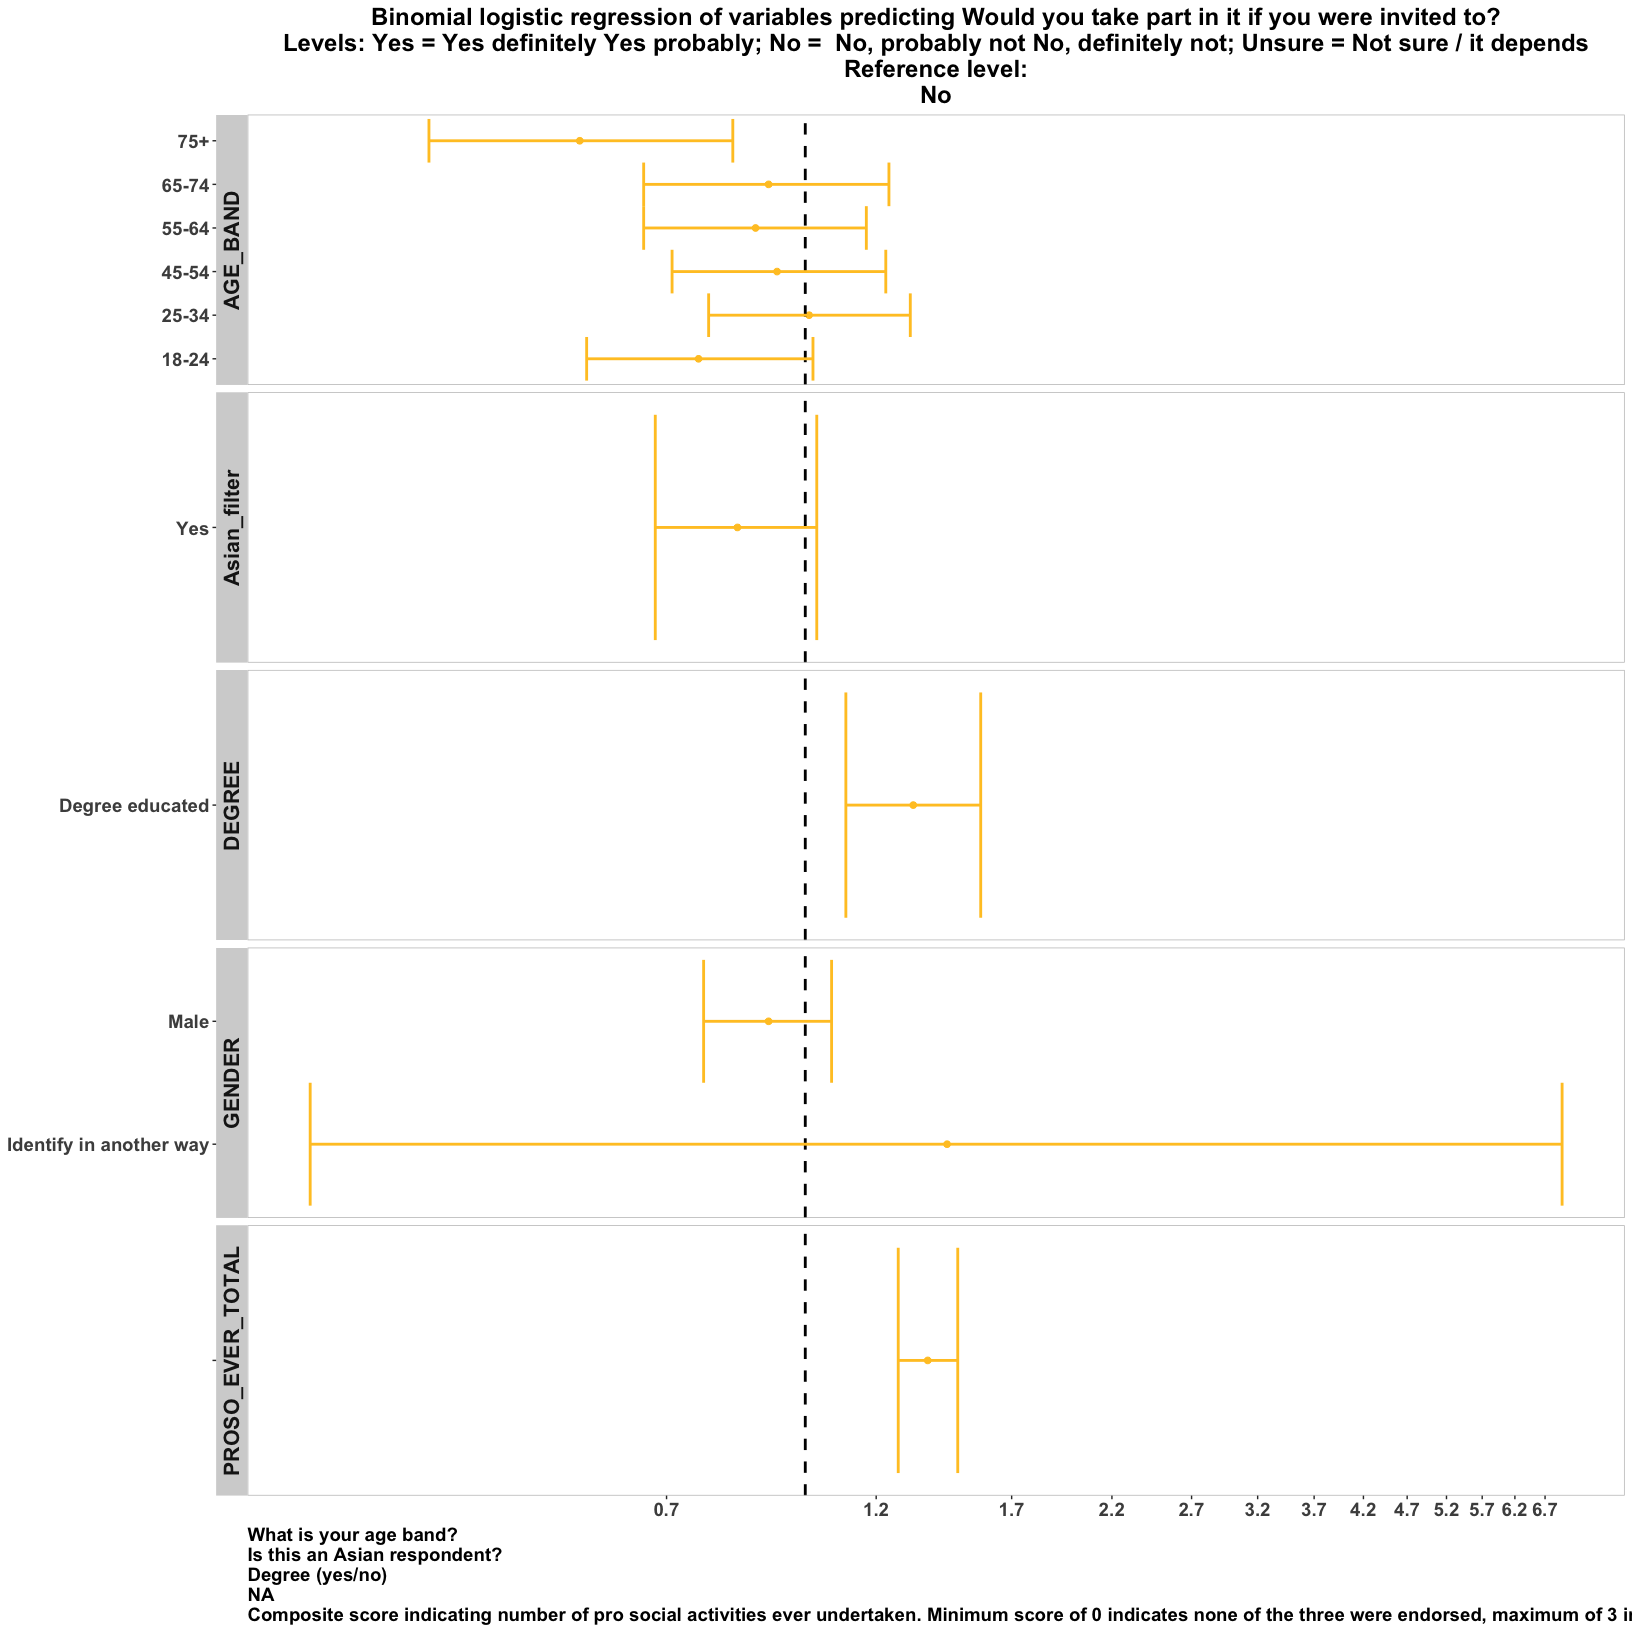 Binomial logistic regression of variables predicting Would you take part in it if you were invited to?
Levels: Yes = Yes definitely Yes probably; No =  No, probably not No, definitely not; Unsure = Not sure / it depends
Reference level:
No
AGE_BAND
75+
65-74
55-64
45-54
25-34
18-24
Asian_filter
Yes
DEGREE
Degree educated
GENDER
Male
Identify in another way
PROSO_EVER_TOTAL
0.7 1.2 1.7 2.2 2.7 3.2 3.7 4.2 4.7 5.2 5.7 6.2 6.7
What is your age band?
Is this an Asian respondent?
Degree (yes/no)
NA
Composite score indicating number of pro social activities ever undertaken. Minimum score of 0 indicates none of the three were endorsed, maximum of 3